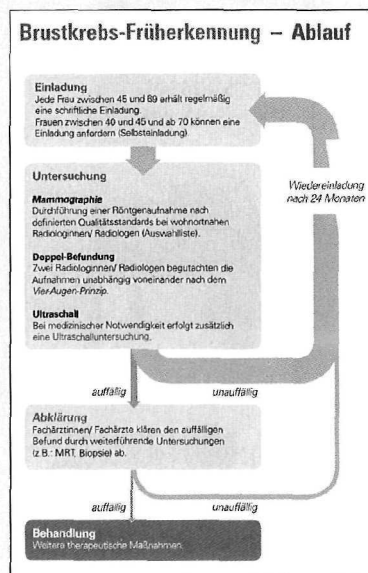 Brustkrebs-Früherkennung – Ablauf
Einladung
Jede Frau zwischen 45 und 69 erhält regelmäßig
eine schriftliche Einladung.
Frauen zwischen 40 und 45 und ab 70 können eine
Einladung anfordern (Selbsteinladung).
Untersuchung
Mammographie
Durchführung einer Röntgenaufnahme nach
definierten Qualitätsstandards bei wohnortnahen
Radiologinnen/ Radiologen (Auswahlliste).
Doppel-Befundung
Zwei Radiologinnen/ Radiologen begutachten die
Aufnahmen unabhängig voneinander nach dem
Vier-Augen-Prinzip.
Ultraschall
Bei medizinischer Notwendigkeit erfolgt zusätzlich
eine Ultraschalluntersuchung.
Wiedereinladung
nach 24 Monaten
auffällig unauffällig
Abklärung
Fachärztinnen/ Fachärzte klären den auffälligen
Befund durch weiterführende Untersuchungen
(z.B.: MRT, Biopsie) ab.
auffällig unauffällig
Behandlung
Weitere therapeutische Maßnahmen.